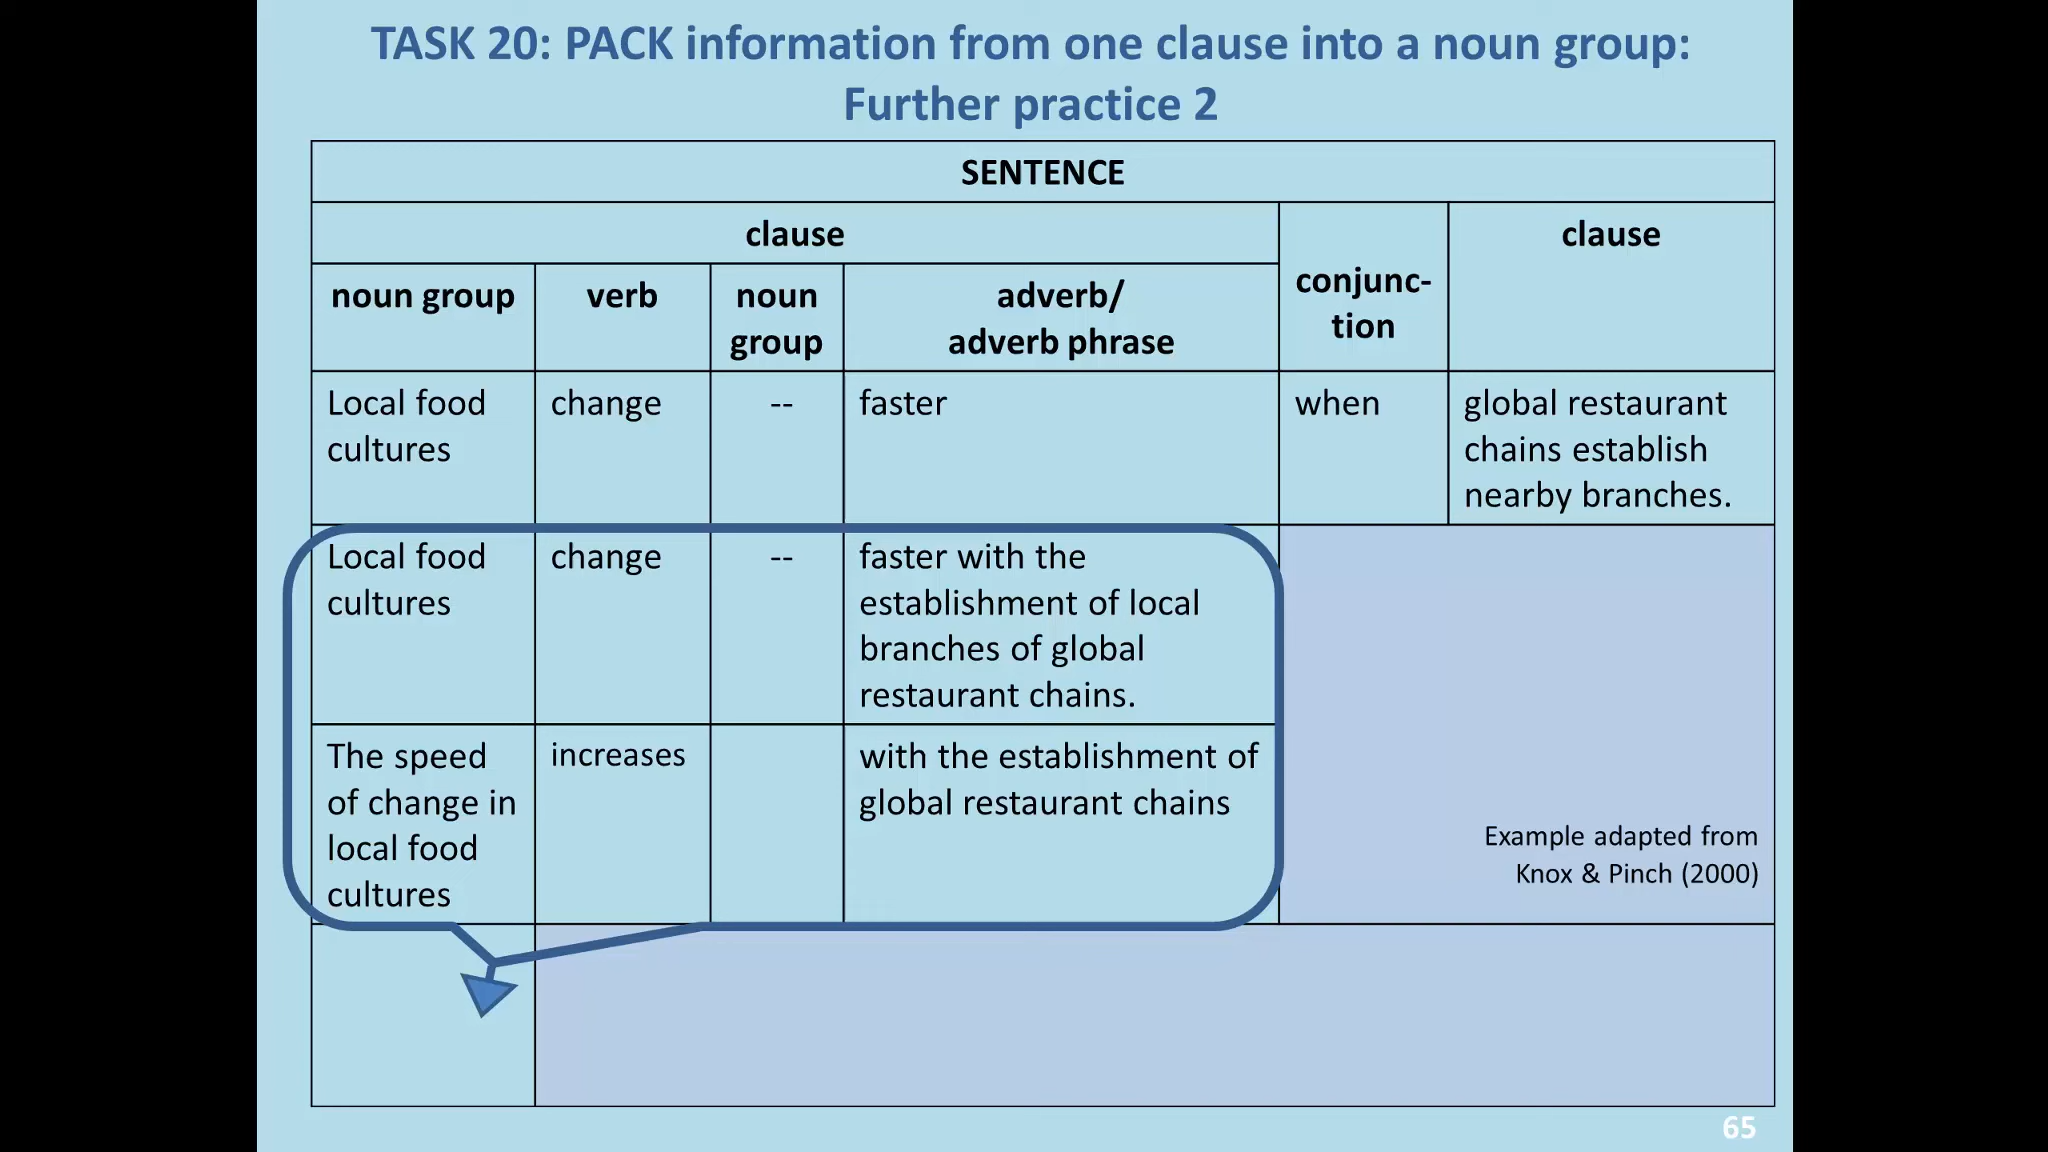 TASK 20: PACK information from one clause into a noun group:
Further practice 2
SENTENCE
clause
conjunc-
tion
clause
noun group
verb
noun
group
adverb/
adverb phrase
Local food
cultures
change
--
faster
when
global restaurant
chains establish
nearby branches.
Local food
cultures
change
--
faster with the
establishment of local
branches of global
restaurant chains.
The speed
of change in
local food
cultures
increases
with the establishment of
global restaurant chains
Example adapted from
Knox & Pinch (2000)
65